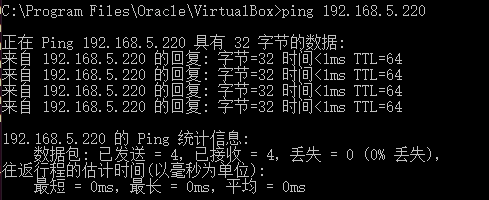 C:\Program Files\Oracle\VirtualBox>ping 192.168.5.220
正在 Ping 192.168.5.220 具有 32 字节的数据:
来自 192.168.5.220 的回复: 字节=32 时间<1ms TTL=64
来自 192.168.5.220 的回复: 字节=32 时间<1ms TTL=64
来自 192.168.5.220 的回复: 字节=32 时间<1ms TTL=64
来自 192.168.5.220 的回复: 字节=32 时间<1ms TTL=64
192.168.5.220 的 Ping 统计信息:
数据包: 已发送 = 4, 已接收 = 4, 丢失 = 0 (0% 丢失),
往返行程的估计时间(以毫秒为单位):
最短 = 0ms, 最长 = 0ms, 平均 = 0ms